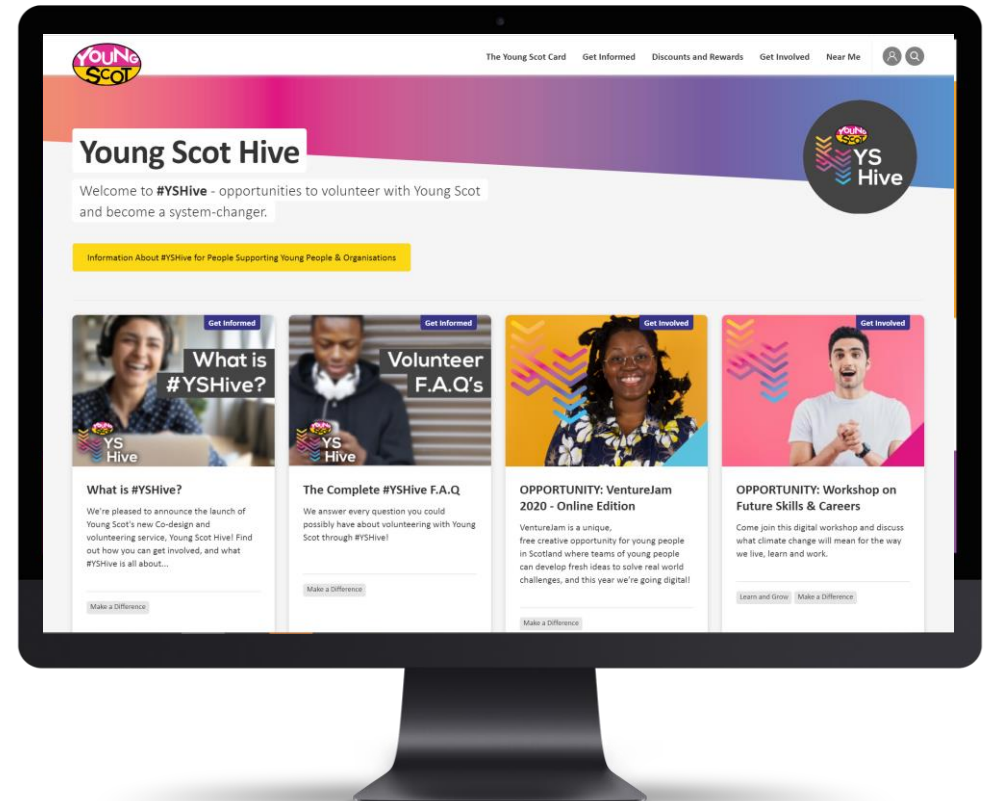 YOUNG
SCOT
The Young Scot Card Get Informed Discounts and Rewards Get Involved Near Me
Young Scot Hive
Welcome to #YSHive - opportunities to volunteer with Young Scot
and become a system-changer.
YOUNG
SCOT
YS
Hive
Information About #YSHive for People Supporting Young People & Organisations
Get Informed
What is
#YSHive?
YS
Hive
What is #YSHive?
We're pleased to announce the launch of
Young Scot's new Co-design and
volunteering service, Young Scot Hive! Find
out how you can get involved, and what
#YSHive is all about...
Make a Difference
Get Informed
Volunteer
F.A.Q's
YS
Hive
The Complete #YSHive F.A.Q
We answer every question you could
possibly have about volunteering with Young
Scot through #YSHive!
Make a Difference
Get Involved
OPPORTUNITY: VentureJam
2020 - Online Edition
VentureJam is a unique,
free creative opportunity for young people
in Scotland where teams of young people
can develop fresh ideas to solve real world
challenges, and this year we're going digital!
Make a Difference
Get Involved
OPPORTUNITY: Workshop on
Future Skills & Careers
Come join this digital workshop and discuss
what climate change will mean for the way
we live, learn and work.
Learn and Grow Make a Difference